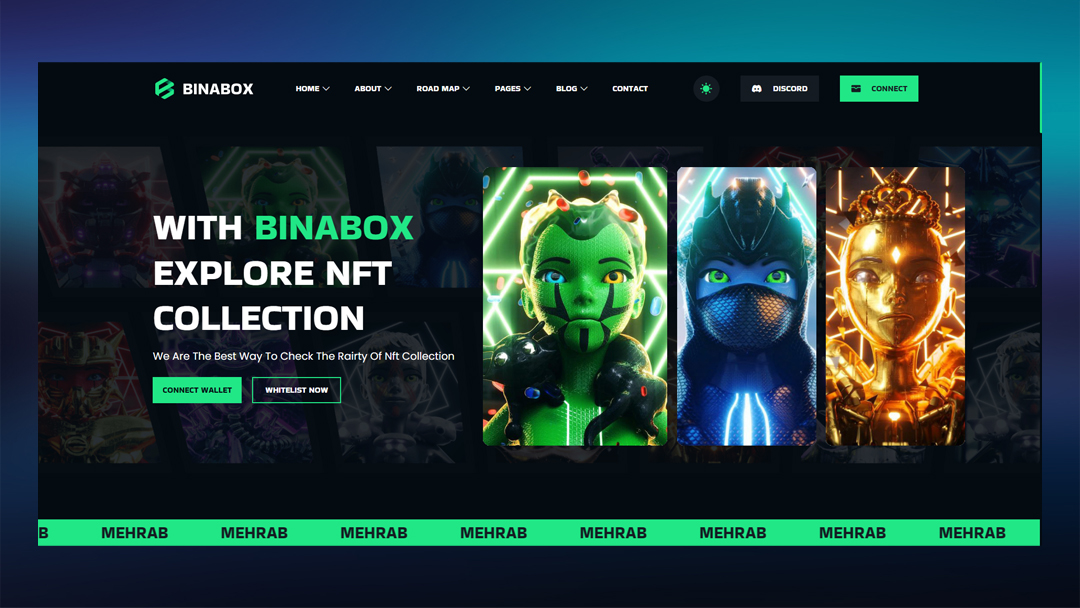 BINABOX
HOME ABOUT ROAD MAP PAGES BLOG CONTACT DISCORD CONNECT
WITH BINABOX
EXPLORE NFT
COLLECTION
We Are The Best Way To Check The Rairty Of Nft Collection
CONNECT WALLET WHITELIST NOW
B MEHRAB MEHRAB MEHRAB MEHRAB MEHRAB MEHRAB MEHRAB MEHRAB